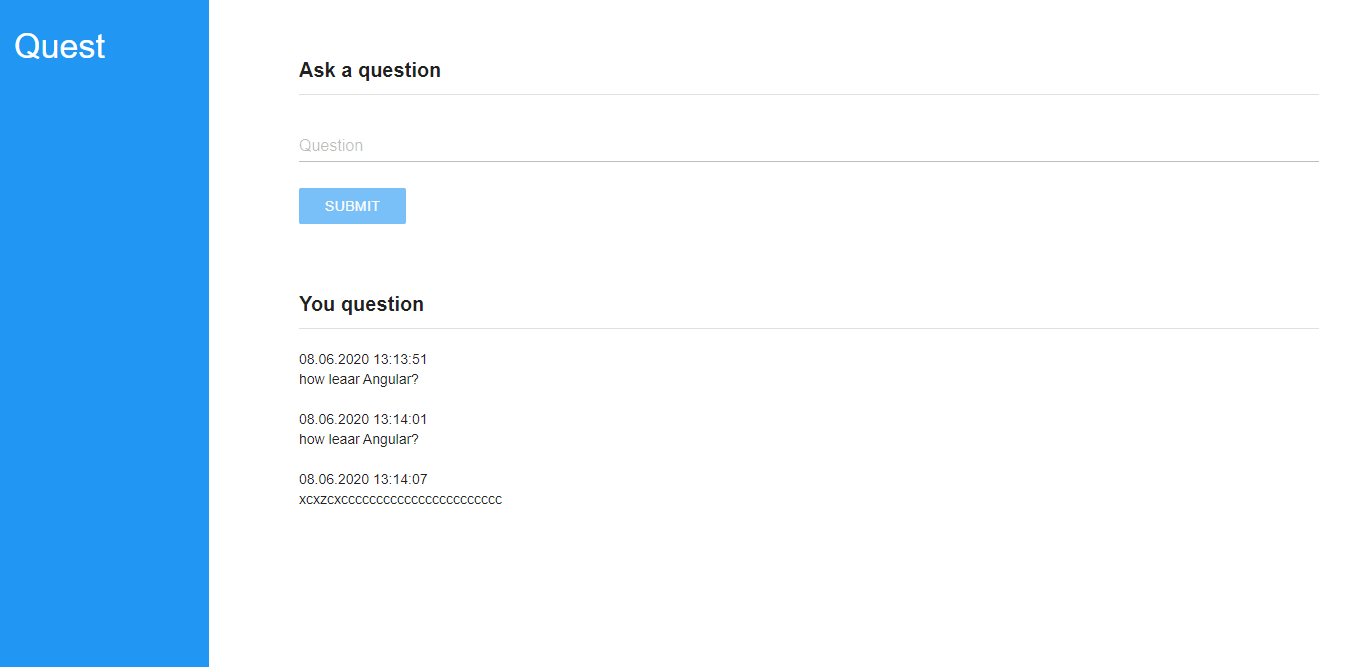 Quest
Ask a question
Question
SUBMIT
You question
08.06.2020 13:13:51
how leaar Angular?
08.06.2020 13:14:01
how leaar Angular?
08.06.2020 13:14:07
xcxzcxccccccccccccccccccccccc